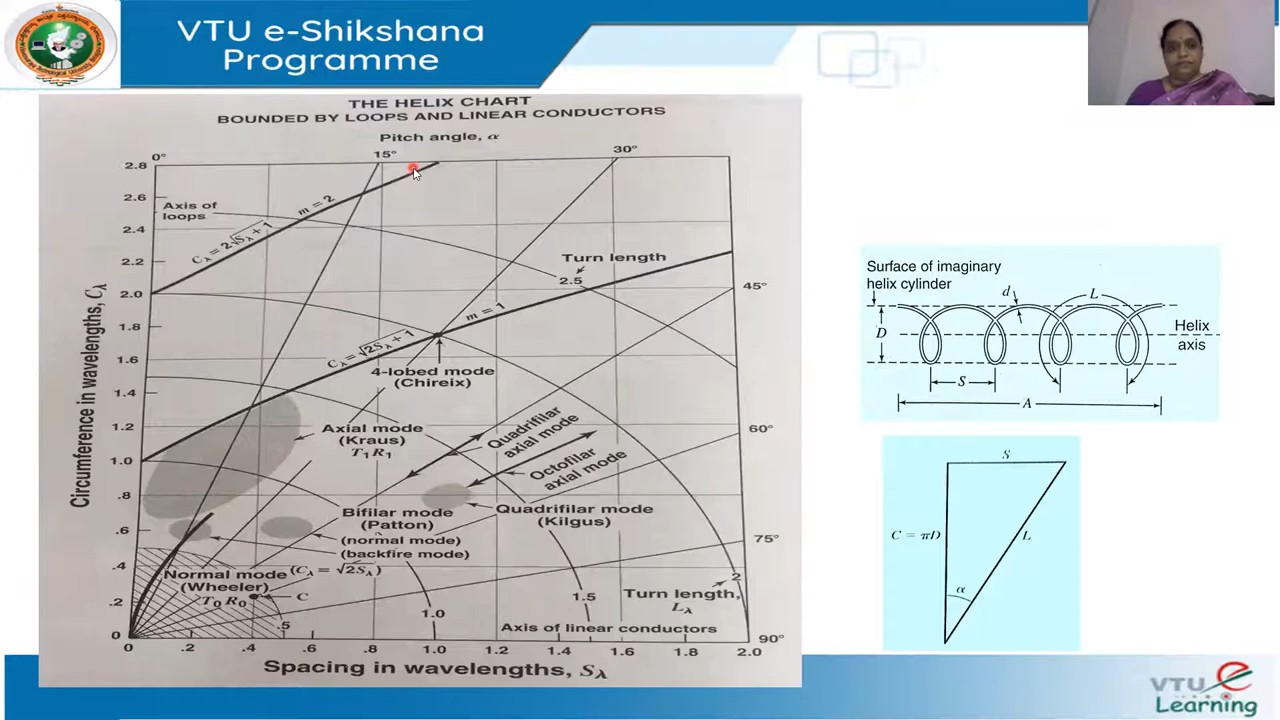 VTU e-Shikshana
Programme
THE HELIX CHART
BOUNDED BY LOOPS AND LINEAR CONDUCTORS
Pitch angle, α
0° 15° 30°
2.8
2.6
2.4
2.2
2.0
1.8
1.6
1.4
1.2
1.0
.8
.6
.4
.2
0
Circumference in wavelengths, Cλ
Axis of
loops
Cλ = 2√Sλ + 1
m = 2
Turn length
2.5
45°
m = 1
Cλ = √2Sλ + 1
4-lobed mode
(Chireix)
Axial mode
(Kraus)
T₁R₁
Quadrifilar
axial mode
Octofilar
axial mode
60°
Bifilar mode
(Patton)
Quadrifilar mode
(Kilgus)
(normal mode)
(backfire mode)
75°
Normal mode
(Wheeler)
T₀R₀
(Cλ = √2Sλ)
C
.5
1.0
1.5
2
Turn length,
Lλ
Axis of linear conductors
90°
0 .2 .4 .6 .8 1.0 1.2 1.4 1.6 1.8 2.0
Spacing in wavelengths, Sλ
Surface of imaginary
helix cylinder
d
L
D
Helix
axis
S
A
S
C = πD
L
α
VTU
Learning